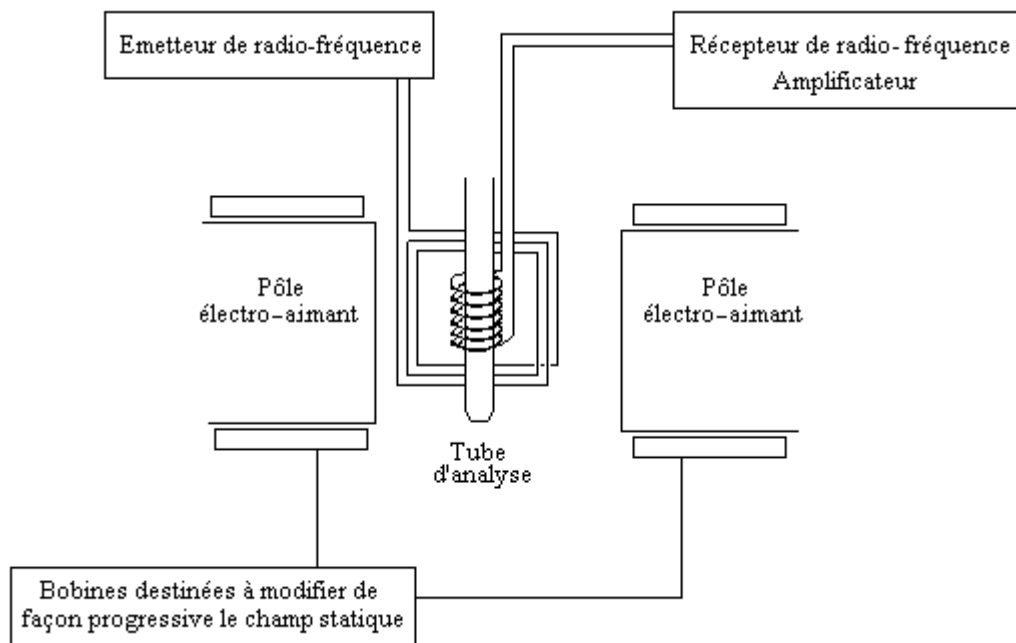 Emetteur de radio-fréquence
Récepteur de radio-fréquence
Amplificateur
Pôle
électro-aimant
Pôle
électro-aimant
Tube
d'analyse
Bobines destinées à modifier de
façon progressive le champ statique